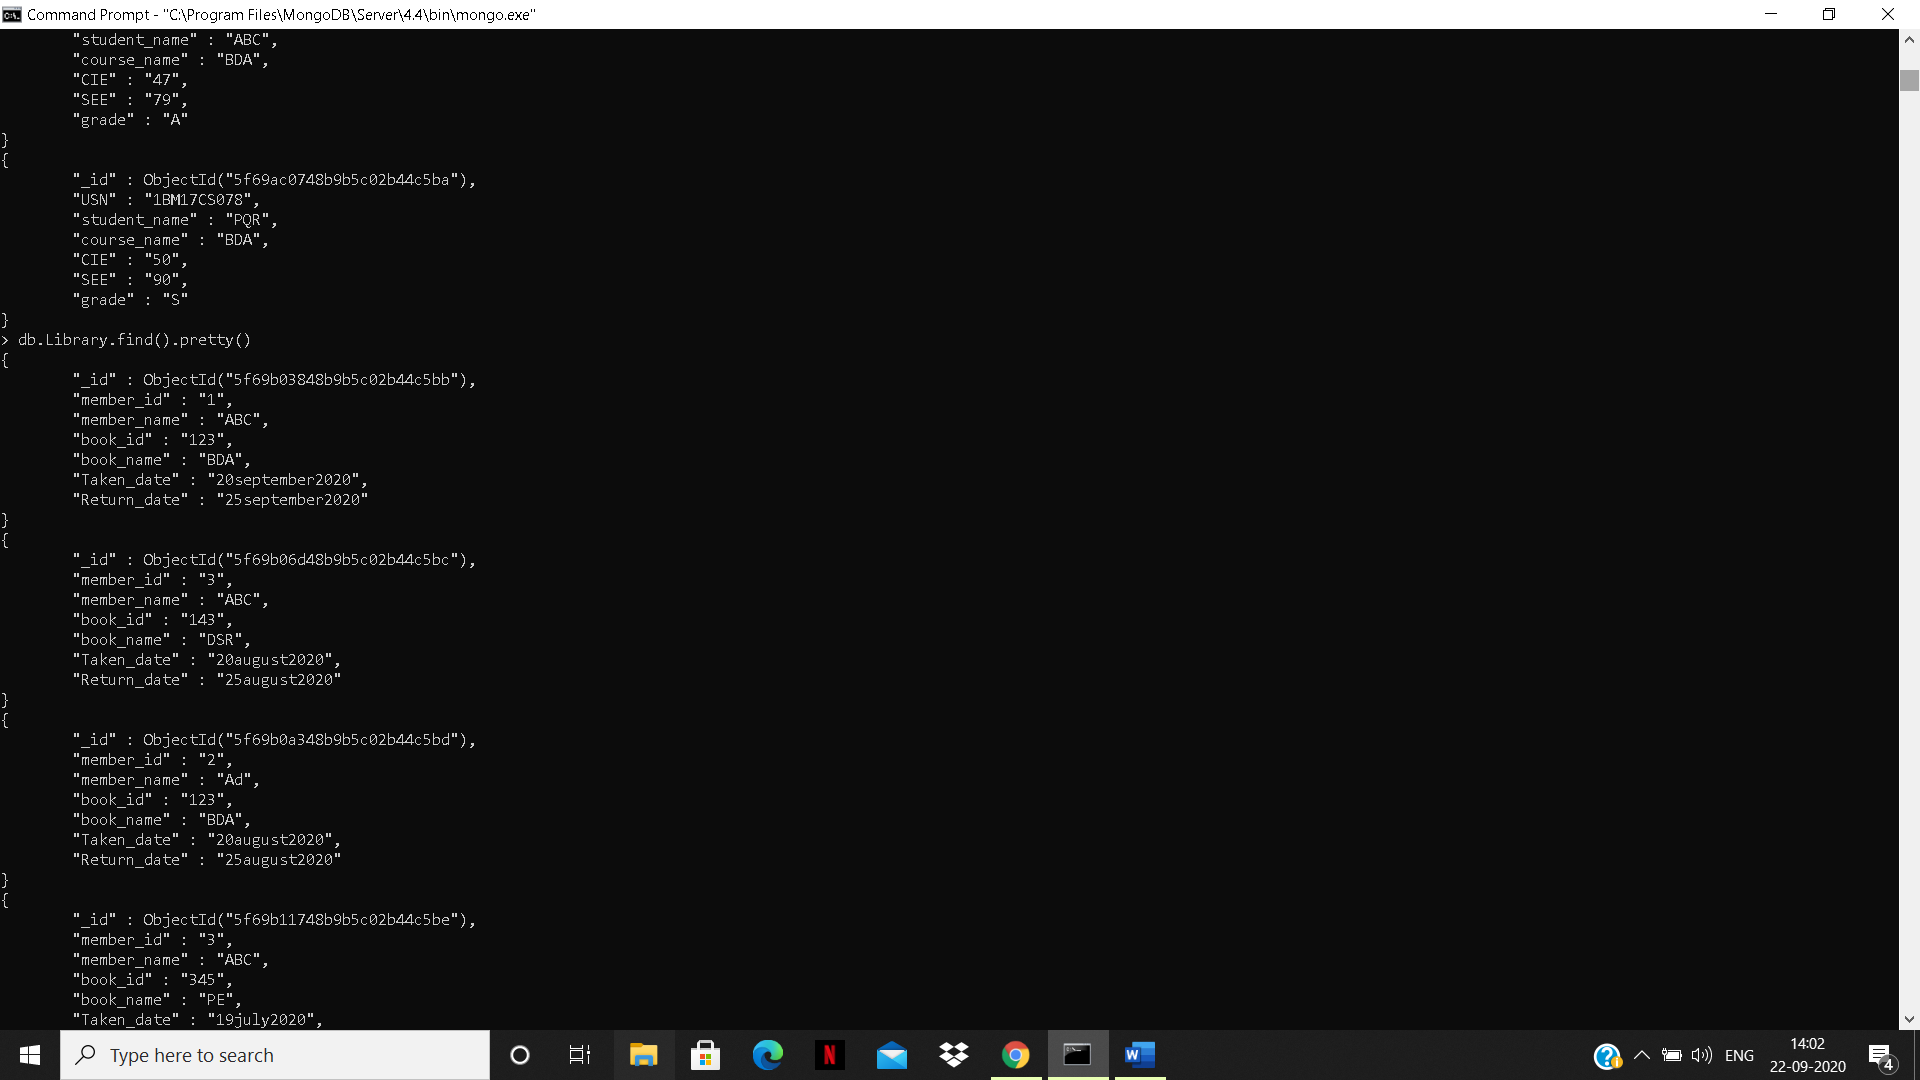 Command Prompt - "C:\Program Files\MongoDB\Server\4.4\bin\mongo.exe"
"student_name" : "ABC",
"course_name" : "BDA",
"CIE" : "47",
"SEE" : "79",
"grade" : "A"
}
{
"_id" : ObjectId("5f69ac0748b9b5c02b44c5ba"),
"USN" : "1BM17CS078",
"student_name" : "PQR",
"course_name" : "BDA",
"CIE" : "50",
"SEE" : "90",
"grade" : "S"
}
> db.Library.find().pretty()
{
"_id" : ObjectId("5f69b03848b9b5c02b44c5bb"),
"member_id" : "1",
"member_name" : "ABC",
"book_id" : "123",
"book_name" : "BDA",
"Taken_date" : "20september2020",
"Return_date" : "25september2020"
}
{
"_id" : ObjectId("5f69b06d48b9b5c02b44c5bc"),
"member_id" : "3",
"member_name" : "ABC",
"book_id" : "143",
"book_name" : "DSR",
"Taken_date" : "20august2020",
"Return_date" : "25august2020"
}
{
"_id" : ObjectId("5f69b0a348b9b5c02b44c5bd"),
"member_id" : "2",
"member_name" : "Ad",
"book_id" : "123",
"book_name" : "BDA",
"Taken_date" : "20august2020",
"Return_date" : "25august2020"
}
{
"_id" : ObjectId("5f69b11748b9b5c02b44c5be"),
"member_id" : "3",
"member_name" : "ABC",
"book_id" : "345",
"book_name" : "PE",
"Taken_date" : "19july2020",
Type here to search
N
W
ENG
14:02
22-09-2020
4